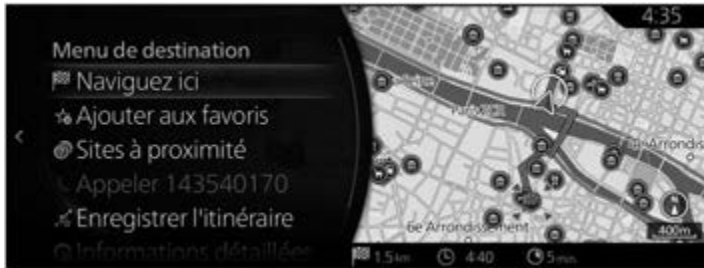 4:35
Menu de destination
Naviguez ici
Ajouter aux favoris
Sites à proximité
Appeler 143540170
Enregistrer l'itinéraire
Informations détaillées
6e Arrondissement
400m
1.5km
4:40
5min.